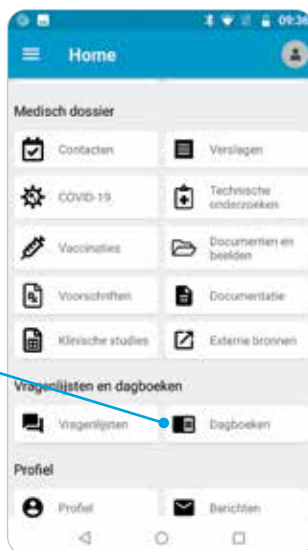 09:36
Home
Medisch dossier
Contacten
Verslagen
COVID-19
Technische
onderzoeken
Vaccinaties
Documenten en
beelden
Voorschriften
Documentatie
Klinische studies
Externe bronnen
Vragenlijsten en dagboeken
Vragenlijsten
Dagboeken
Profiel
Profiel
Berichten